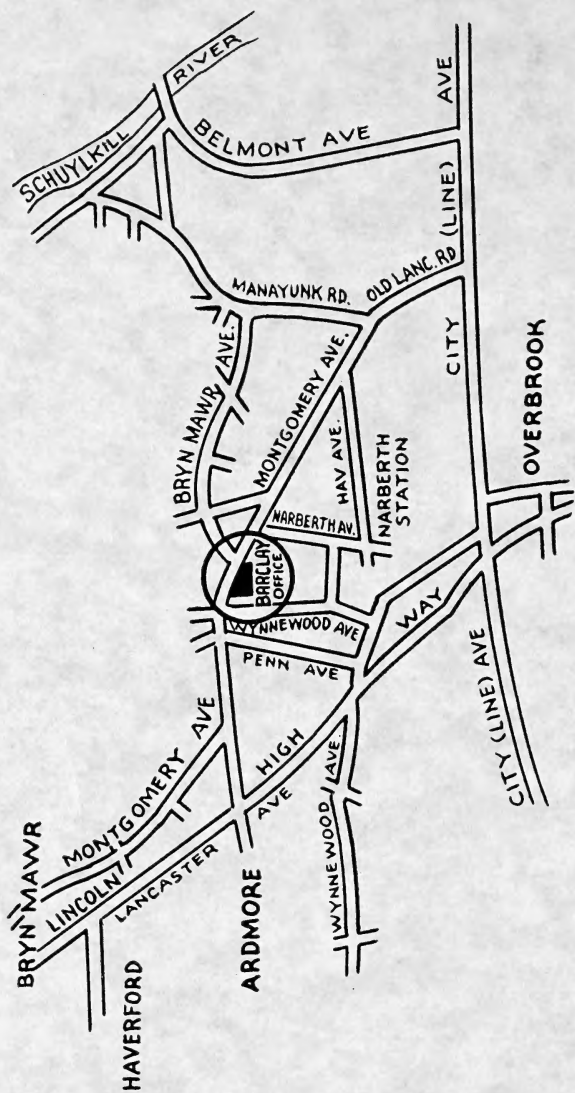 SCHUYLKILL RIVER
BELMONT AVE
CITY (LINE) AVE
MANAYUNK RD.
OLD LANC. RD
BRYN MAWR AVE.
MONTGOMERY AVE.
HAV AVE.
NARBERTH STATION
NARBERTH AV.
BARCLAY
OFFICE
OVERBROOK
WYNNEWOOD AVE
PENN AVE
CITY (LINE) AVE
MONTGOMERY AVE
LINCOLN HIGH WAY
LANCASTER AVE
WYNNEWOOD AVE.
BRYN MAWR
ARDMORE
HAVERFORD